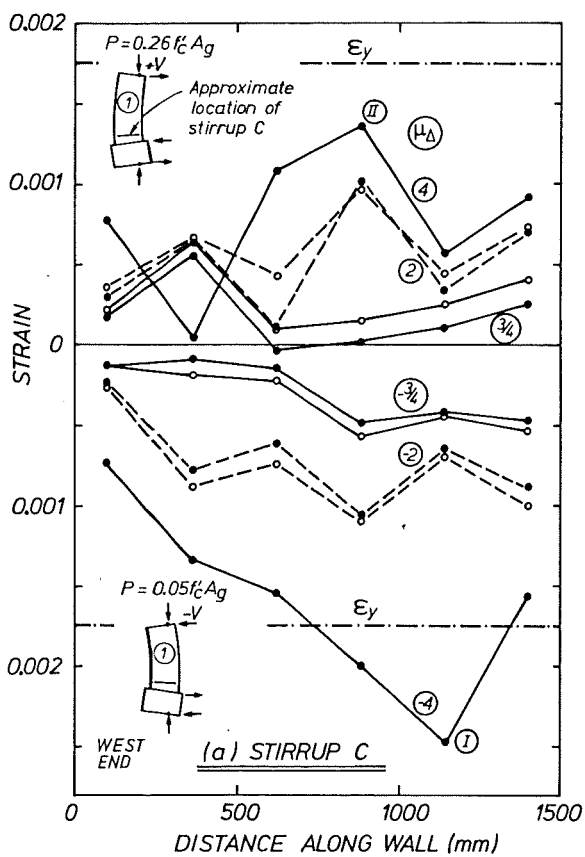 0.002
P = 0.26 f'c Ag
+V
1
Approximate
location of
stirrup C
εy
II
μΔ
4
0.001
2
3/4
0
STRAIN
-3/4
-2
0.001
P = 0.05 f'c Ag
-V
1
εy
0.002
-4
I
WEST
END
(a) STIRRUP C
0
500
1000
1500
DISTANCE ALONG WALL (mm)